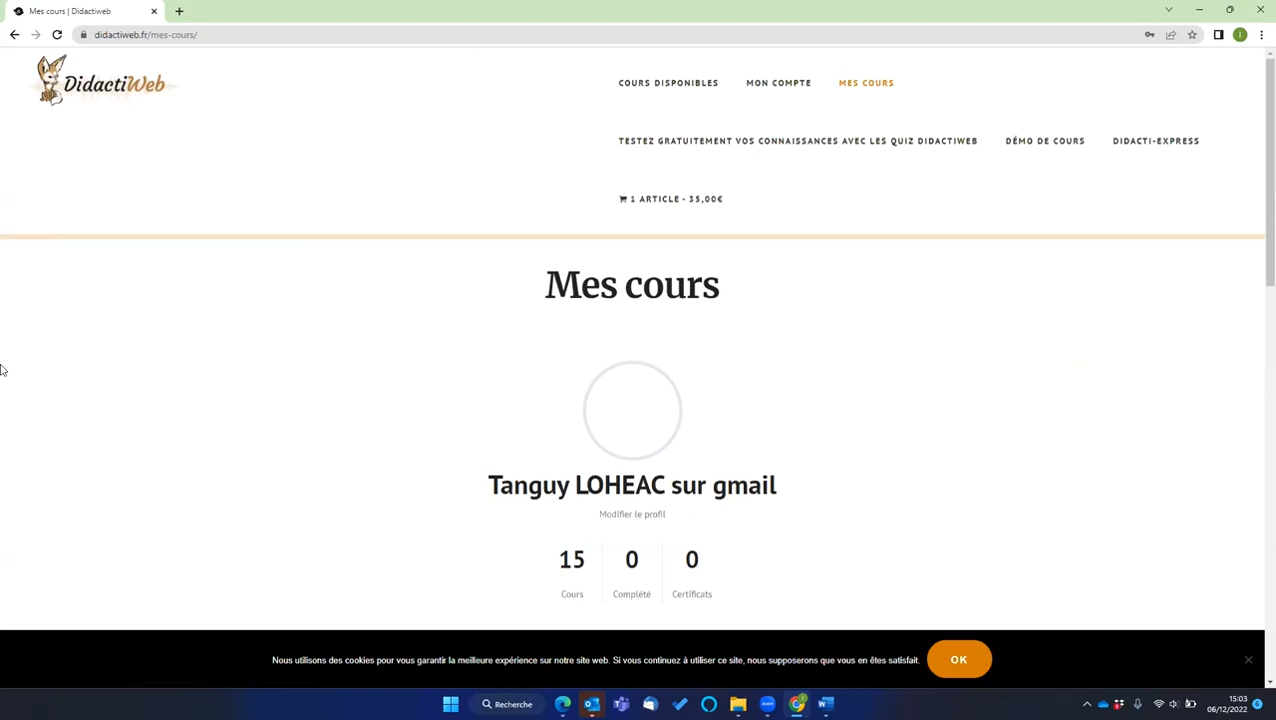 Mes cours | Didactiweb
didactiweb.fr/mes-cours/
DidactiWeb
COURS DISPONIBLES MON COMPTE MES COURS
TESTEZ GRATUITEMENT VOS CONNAISSANCES AVEC LES QUIZ DIDACTIWEB DÉMO DE COURS DIDACTI-EXPRESS
1 ARTICLE - 35,00€
Mes cours
Tanguy LOHEAC sur gmail
Modifier le profil
15 0 0
Cours Complété Certificats
Nous utilisons des cookies pour vous garantir la meilleure expérience sur notre site web. Si vous continuez à utiliser ce site, nous supposerons que vous en êtes satisfait. OK
Recherche
15:03
06/12/2022